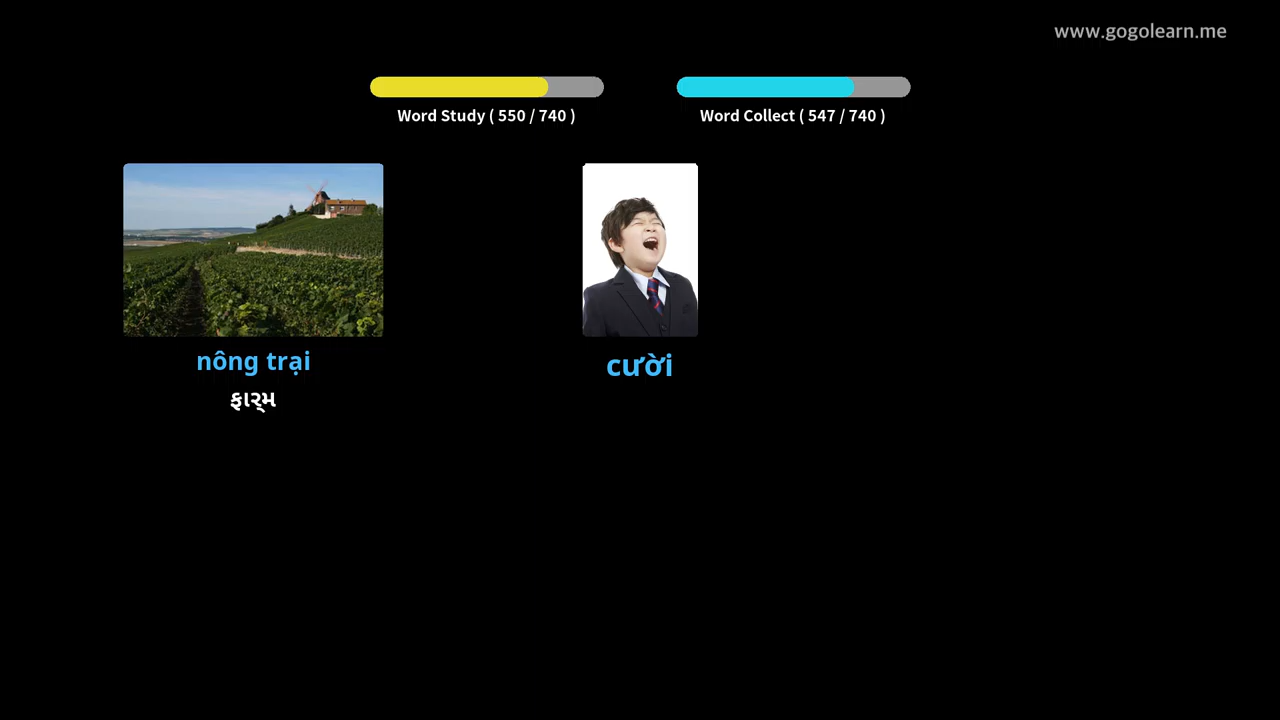 www.gogolearn.me
Word Study ( 550 / 740 )
Word Collect ( 547 / 740 )
nông trại
ફાર્મ
cười